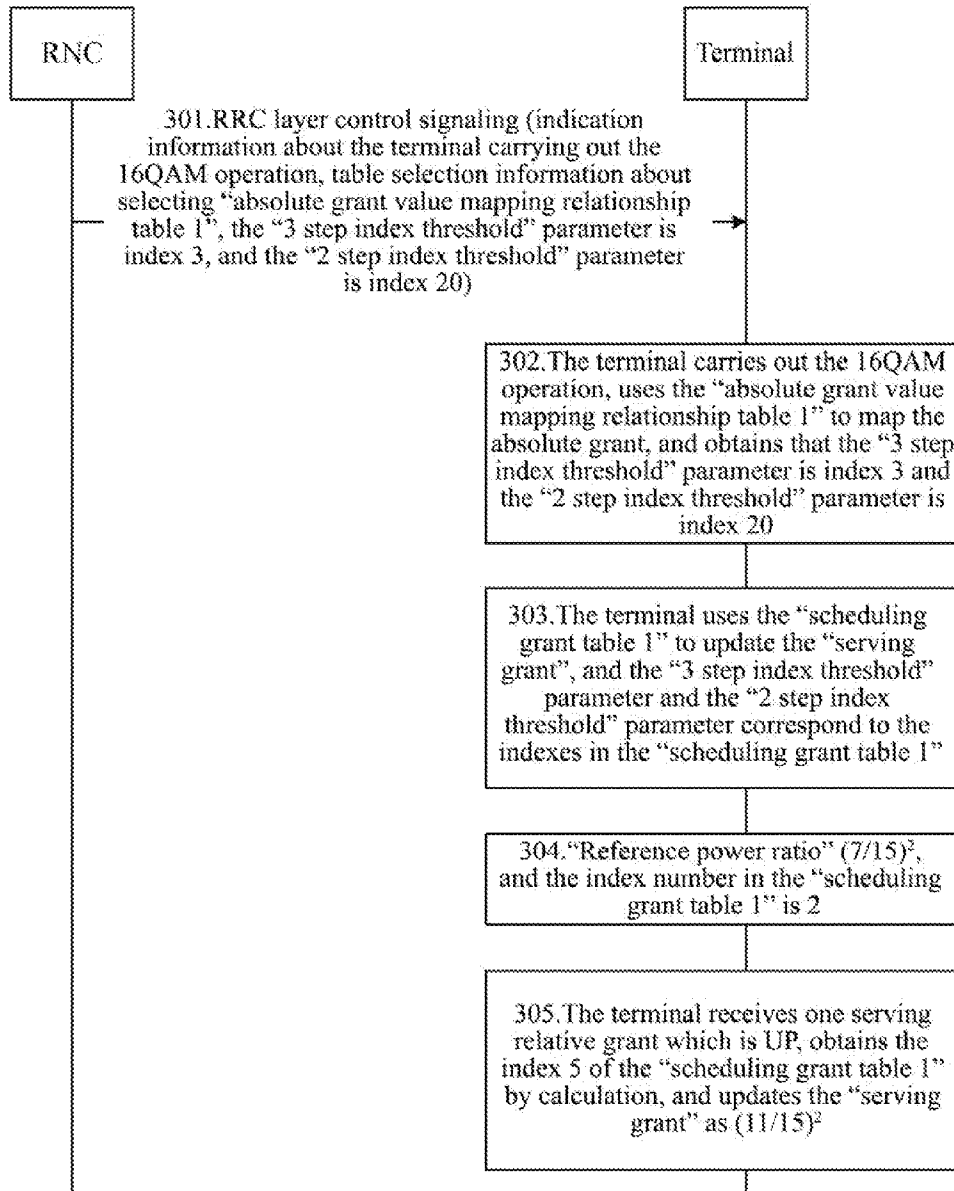 RNC
Terminal
301.RRC layer control signaling (indication
information about the terminal carrying out the
16QAM operation, table selection information about
selecting “absolute grant value mapping relationship
table 1”, the “3 step index threshold” parameter is
index 3, and the “2 step index threshold” parameter
is index 20)
302.The terminal carries out the 16QAM
operation, uses the “absolute grant value
mapping relationship table 1” to map the
absolute grant, and obtains that the “3 step
index threshold” parameter is index 3 and
the “2 step index threshold” parameter is
index 20
303.The terminal uses the “scheduling
grant table 1” to update the “serving
grant”, and the “3 step index threshold”
parameter and the “2 step index
threshold” parameter correspond to the
indexes in the “scheduling grant table 1”
304.“Reference power ratio” (7/15)²,
and the index number in the “scheduling
grant table 1” is 2
305.The terminal receives one serving
relative grant which is UP, obtains the
index 5 of the “scheduling grant table 1”
by calculation, and updates the “serving
grant” as (11/15)²